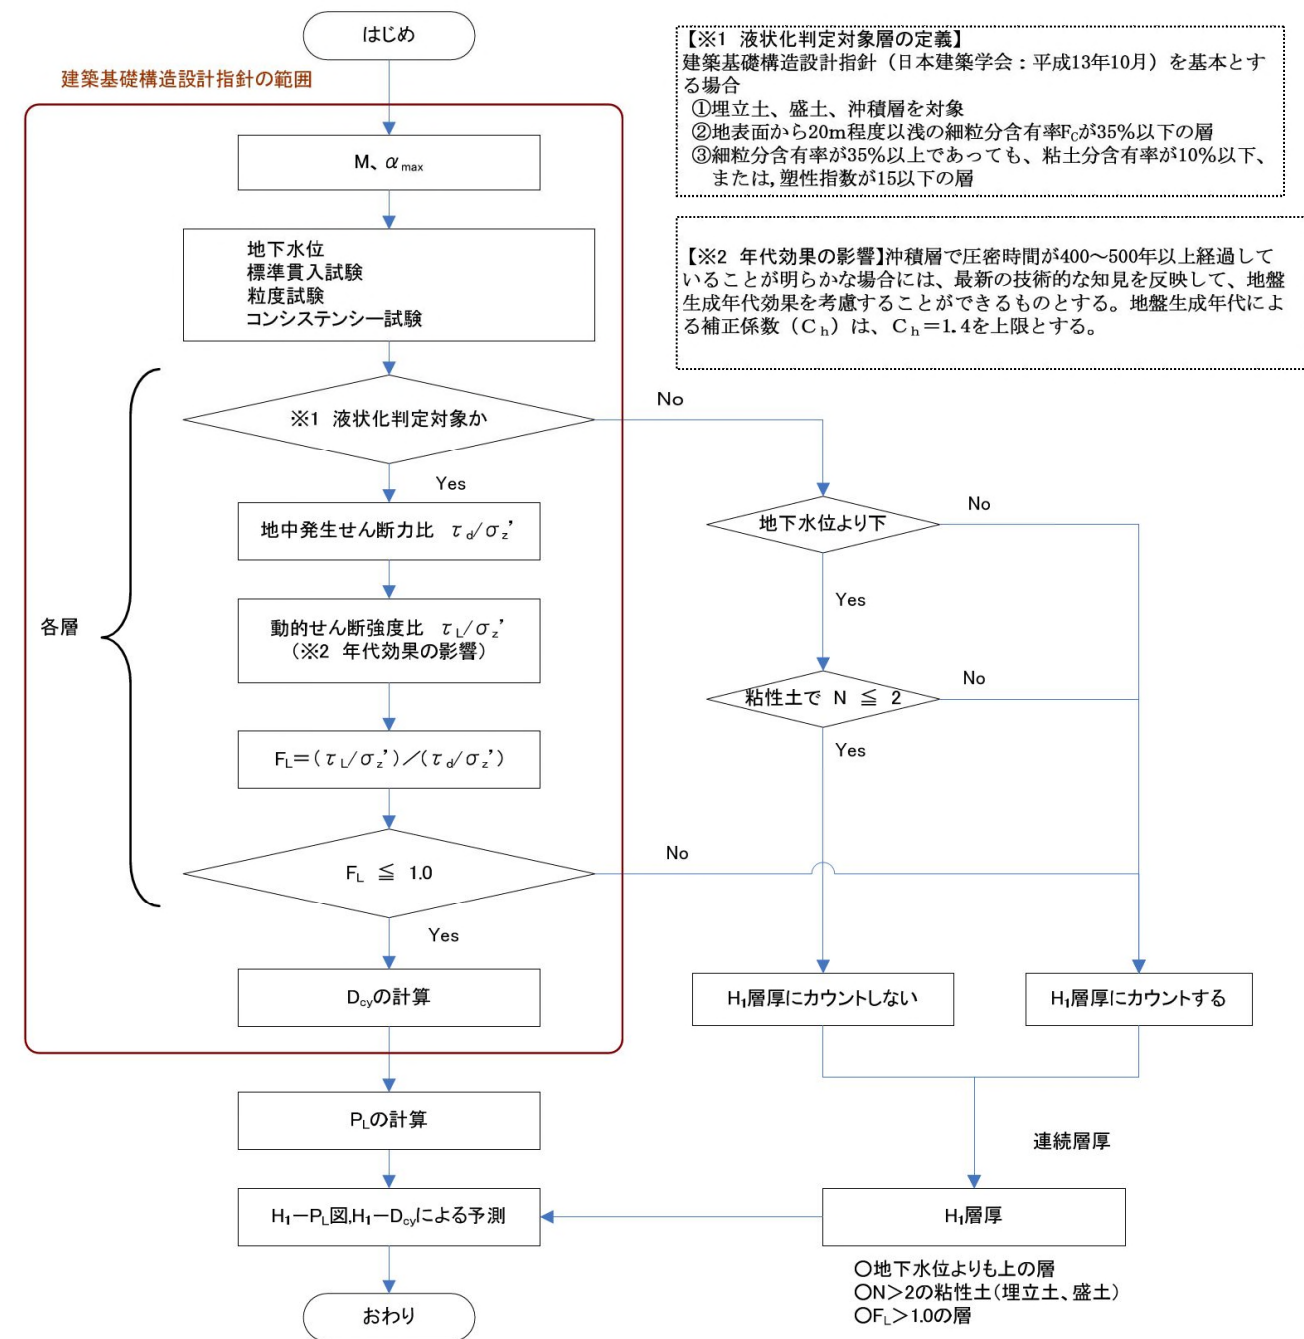 はじめ
建築基礎構造設計指針の範囲
M、αmax
地下水位
標準貫入試験
粒度試験
コンシステンシー試験
【※1 液状化判定対象層の定義】
建築基礎構造設計指針（日本建築学会：平成13年10月）を基本とす
る場合
①埋立土、盛土、沖積層を対象
②地表面から20m程度以浅の細粒分含有率FCが35%以下の層
③細粒分含有率が35%以上であっても、粘土分含有率が10%以下、
または,塑性指数が15以下の層
【※2 年代効果の影響】沖積層で圧密時間が400～500年以上経過して
いることが明らかな場合には、最新の技術的な知見を反映して、地盤
生成年代効果を考慮することができるものとする。地盤生成年代によ
る補正係数（Ｃｈ）は、Ｃｈ＝1.4を上限とする。
※1 液状化判定対象か
No
Yes
地中発生せん断力比 τd/σz’
地下水位より下
No
Yes
各層
動的せん断強度比 τL/σz’
（※2 年代効果の影響）
粘性土で N ≦ 2
No
Yes
FL＝（τL/σz’）／（τd/σz’）
FL ≦ 1.0
No
Yes
Dcyの計算
H1層厚にカウントしない
H1層厚にカウントする
PLの計算
連続層厚
H1－PL図,H1－Dcyによる予測
H1層厚
○地下水位よりも上の層
○N＞2の粘性土（埋立土、盛土）
○FL＞1.0の層
おわり